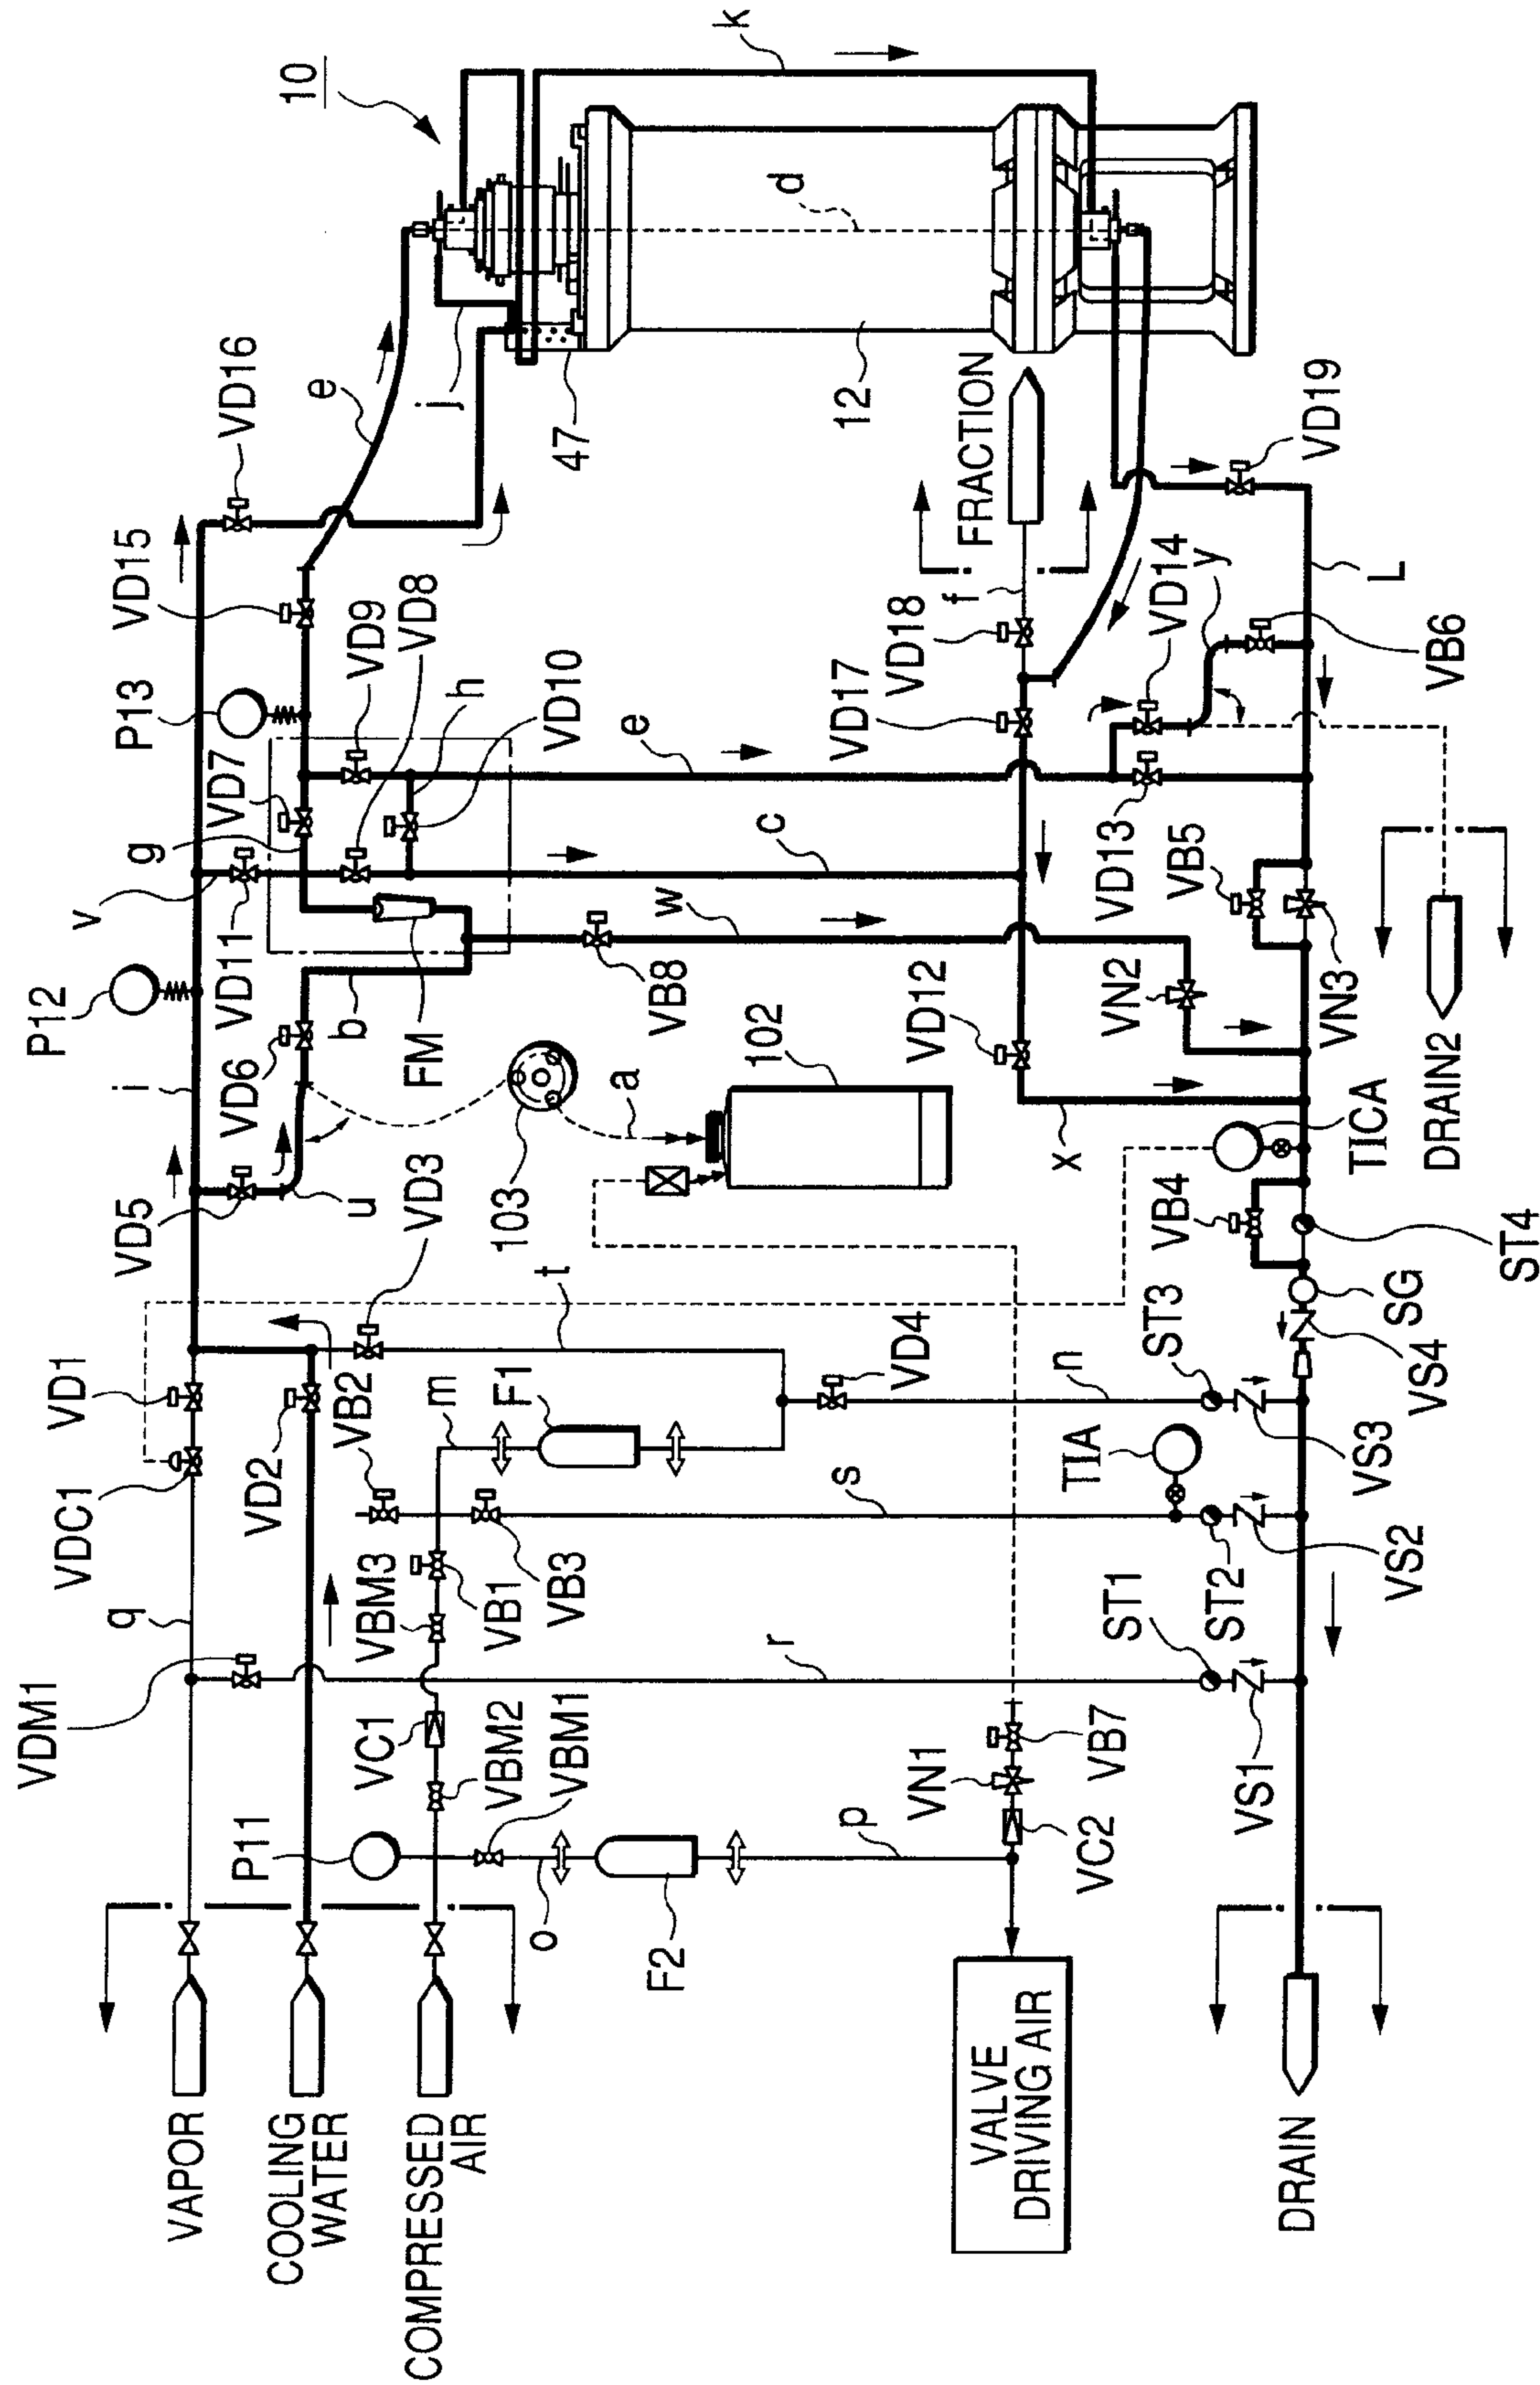 10
k
VD16
e
j
47
d
12
FRACTION
VD19
VD15
P13
VD9
VD8
h
VD10
VD7
g
v
VD11
P12
i
VD6
b
FM
VB8
w
c
e
VD17
VD18
f
VD14
y
L
VB6
VD13
VB5
VN2
VN3
DRAIN2
VD12
x
TICA
VB4
ST4
SG
VS4
102
103
a
u
VD5
VD3
t
VD1
VDC1
VD2
VB2
m
F1
VD4
n
ST3
VS3
TIA
s
ST2
VS2
VB3
VB1
VBM3
q
VDM1
r
ST1
VS1
VC1
VBM2
VBM1
P11
o
F2
p
VN1
VB7
VC2
VAPOR
COOLING
WATER
COMPRESSED
AIR
VALVE
DRIVING AIR
DRAIN